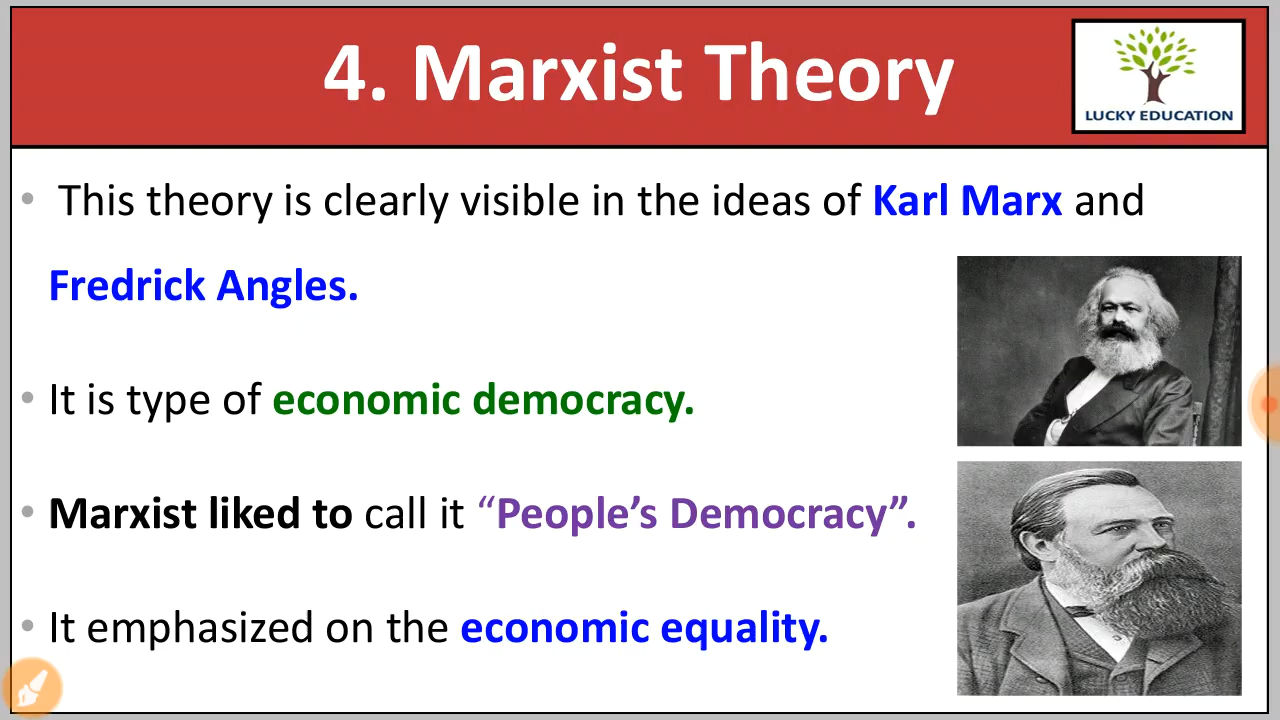 4. Marxist Theory
LUCKY EDUCATION
• This theory is clearly visible in the ideas of Karl Marx and
Fredrick Angles.
• It is type of economic democracy.
• Marxist liked to call it “People’s Democracy”.
• It emphasized on the economic equality.